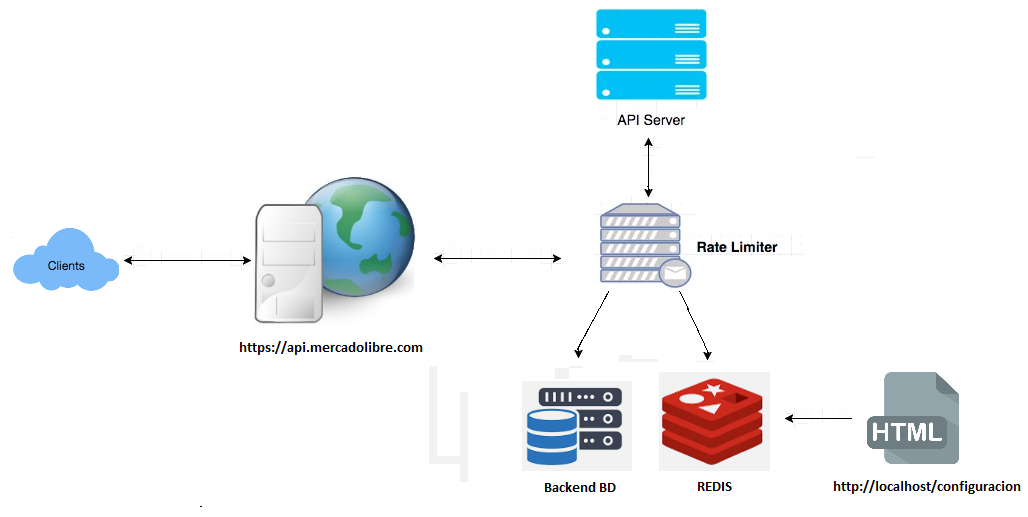 API Server
Rate Limiter
Clients
https://api.mercadolibre.com
HTML
Backend BD
REDIS
http://localhost/configuracion